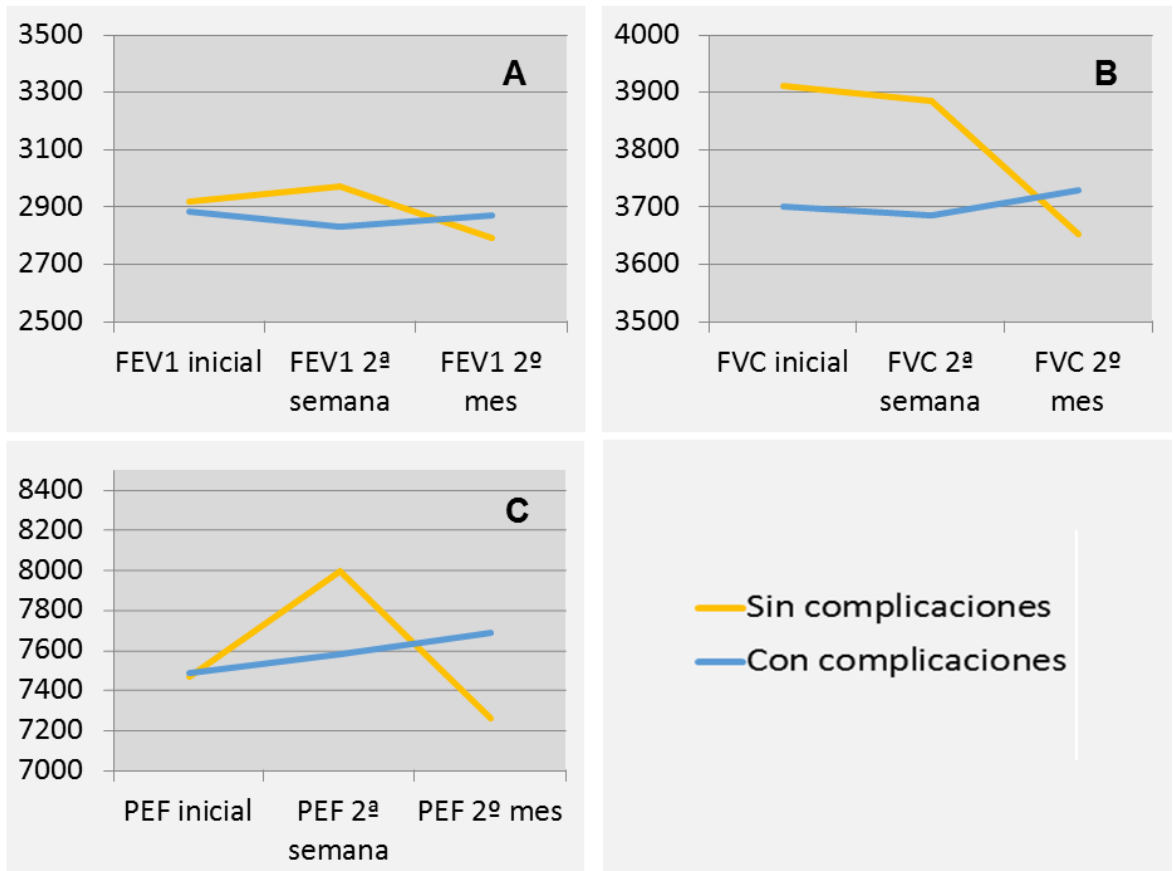 3500
3300
3100
2900
2700
2500
A
FEV1 inicial
FEV1 2ª
semana
FEV1 2º
mes
4000
3900
3800
3700
3600
3500
B
FVC inicial
FVC 2ª
semana
FVC 2º
mes
8400
8200
8000
7800
7600
7400
7200
7000
C
PEF inicial
PEF 2ª
semana
PEF 2º mes
Sin complicaciones
Con complicaciones